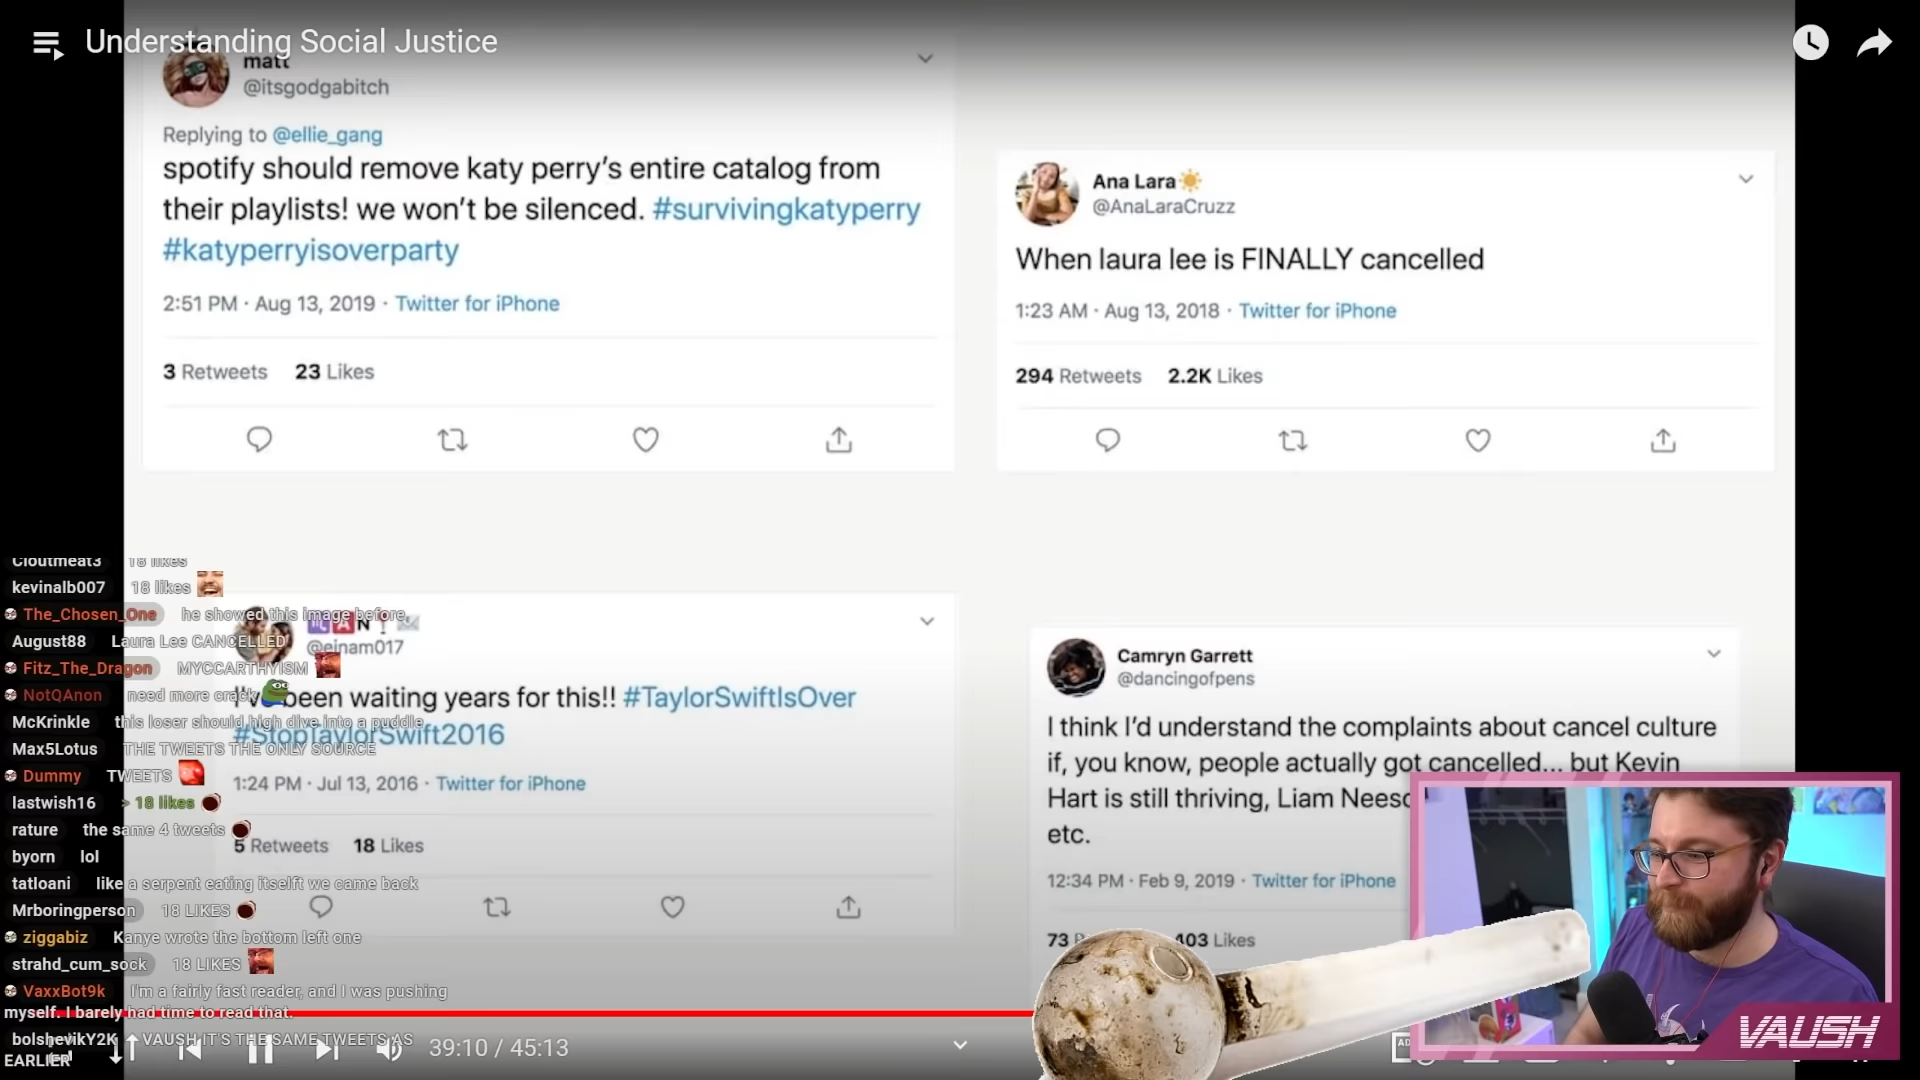 Understanding Social Justice
matt
@itsgodgabitch
Replying to @ellie_gang
spotify should remove katy perry's entire catalog from
their playlists! we won't be silenced. #survivingkatyperry
#katyperryisoverparty
2:51 PM · Aug 13, 2019 · Twitter for iPhone
3 Retweets 23 Likes
Ana Lara
@AnaLaraCruzz
When laura lee is FINALLY cancelled
1:23 AM · Aug 13, 2018 · Twitter for iPhone
294 Retweets 2.2K Likes
@einam017
I've been waiting years for this!! #TaylorSwiftIsOver
#StopTaylorSwift2016
1:24 PM · Jul 13, 2016 · Twitter for iPhone
5 Retweets 18 Likes
Camryn Garrett
@dancingofpens
I think I'd understand the complaints about cancel culture
if, you know, people actually got cancelled... but Kevin
Hart is still thriving, Liam
etc.
12:34 PM · Feb 9, 2019 · Twitter for iPhone
73 403 Likes
Cloutmeat3 18 likes
kevinalb007 18 likes
The_Chosen_One he showed this image before
August88 Laura Lee CANCELLED
Fitz_The_Dragon MYCCARTHYISM
NotQAnon need more crack
McKrinkle this loser should high dive into a puddle
Max5Lotus THE TWEETS THE ONLY SOURCE
Dummy TWEETS
lastwish16 > 18 likes
rature the same 4 tweets
byorn lol
tatloani like a serpent eating itselft we came back
Mrboringperson 18 LIKES
ziggabiz Kanye wrote the bottom left one
strahd_cum_sock 18 LIKES
VaxxBot9k I'm a fairly fast reader, and I was pushing
myself. I barely had time to read that.
bolshevikY2K VAUSH IT'S THE SAME TWEETS AS
EARLIER
39:10 / 45:13
VAUSH